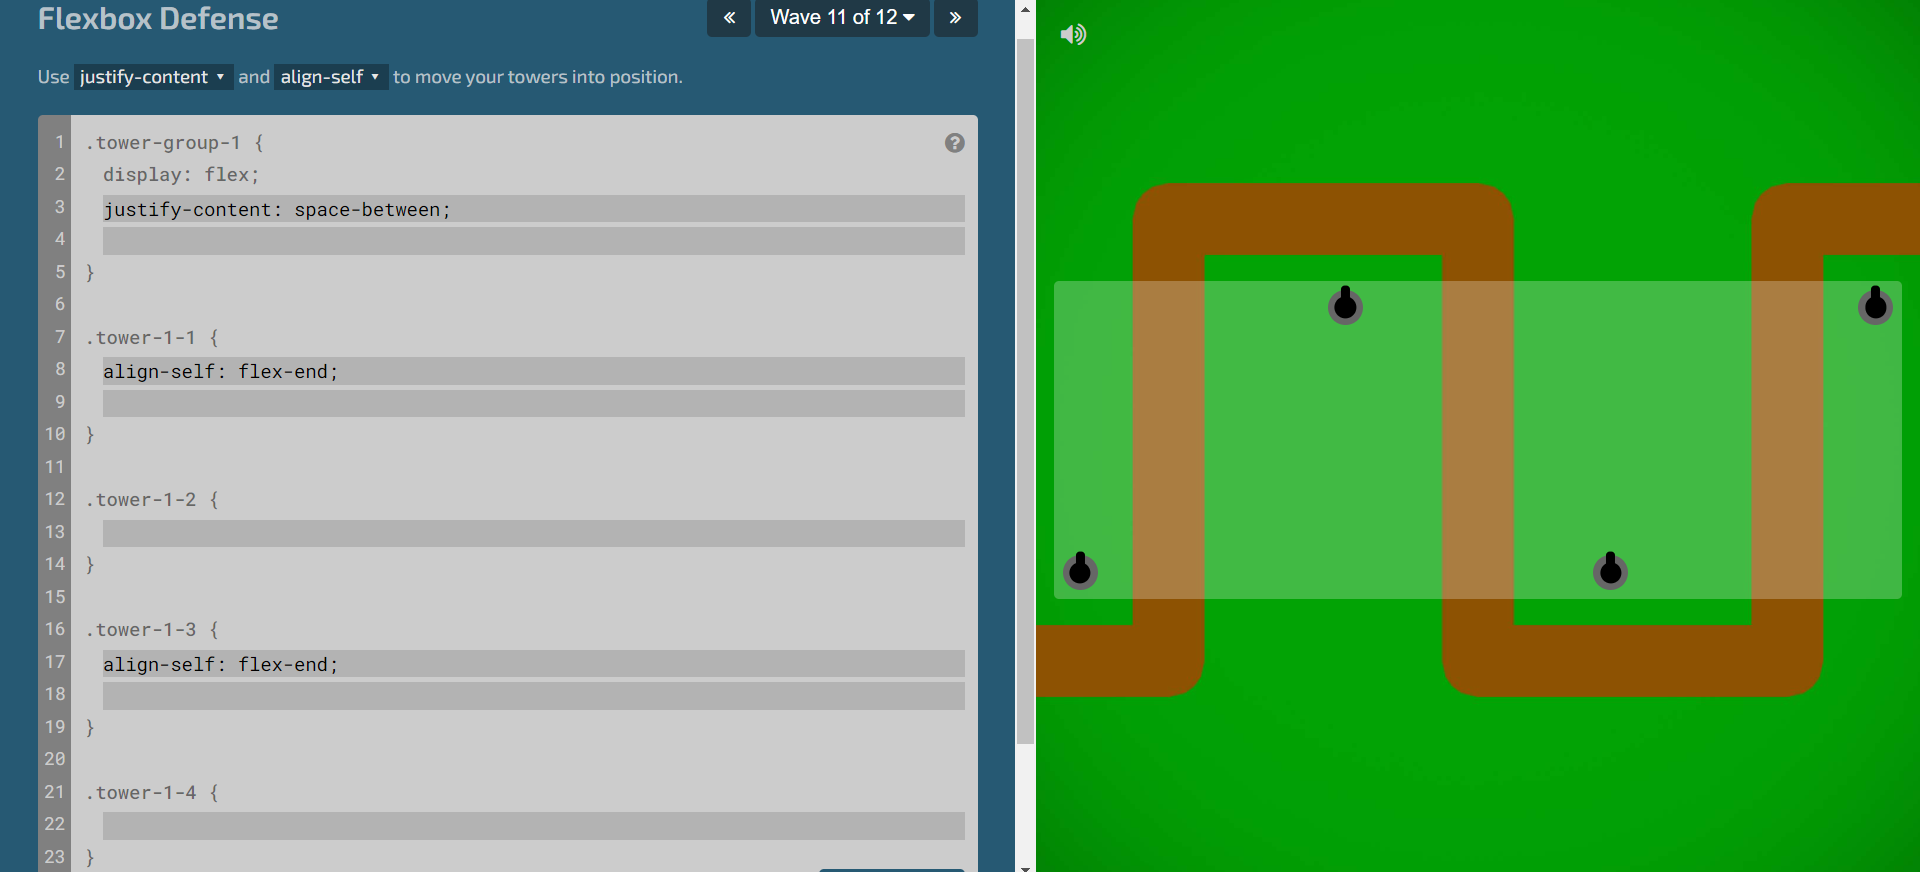 Flexbox Defense
« Wave 11 of 12 »
Use justify-content and align-self to move your towers into position.
1 .tower-group-1 {
2 display: flex;
3 justify-content: space-between;
4
5 }
6
7 .tower-1-1 {
8 align-self: flex-end;
9
10 }
11
12 .tower-1-2 {
13
14 }
15
16 .tower-1-3 {
17 align-self: flex-end;
18
19 }
20
21 .tower-1-4 {
22
23 }